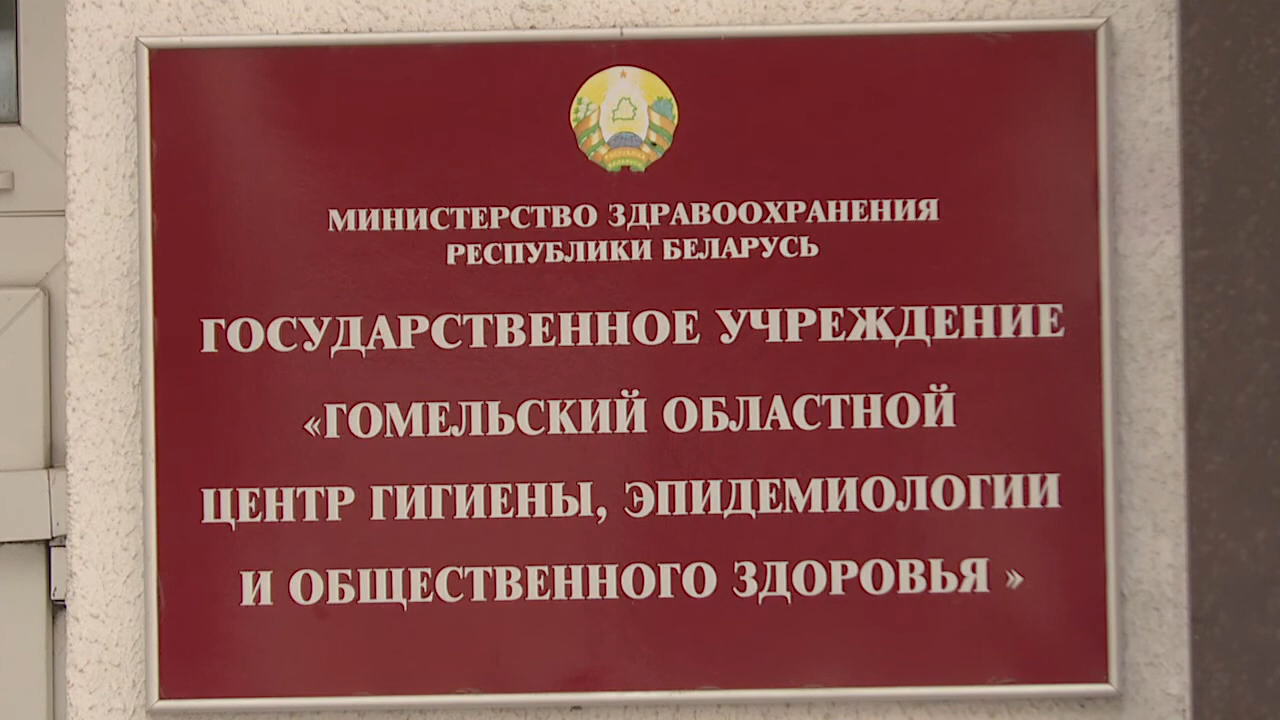 МИНИСТЕРСТВО ЗДРАВООХРАНЕНИЯ
РЕСПУБЛИКИ БЕЛАРУСЬ
ГОСУДАРСТВЕННОЕ УЧРЕЖДЕНИЕ
«ГОМЕЛЬСКИЙ ОБЛАСТНОЙ
ЦЕНТР ГИГИЕНЫ, ЭПИДЕМИОЛОГИИ
И ОБЩЕСТВЕННОГО ЗДОРОВЬЯ »